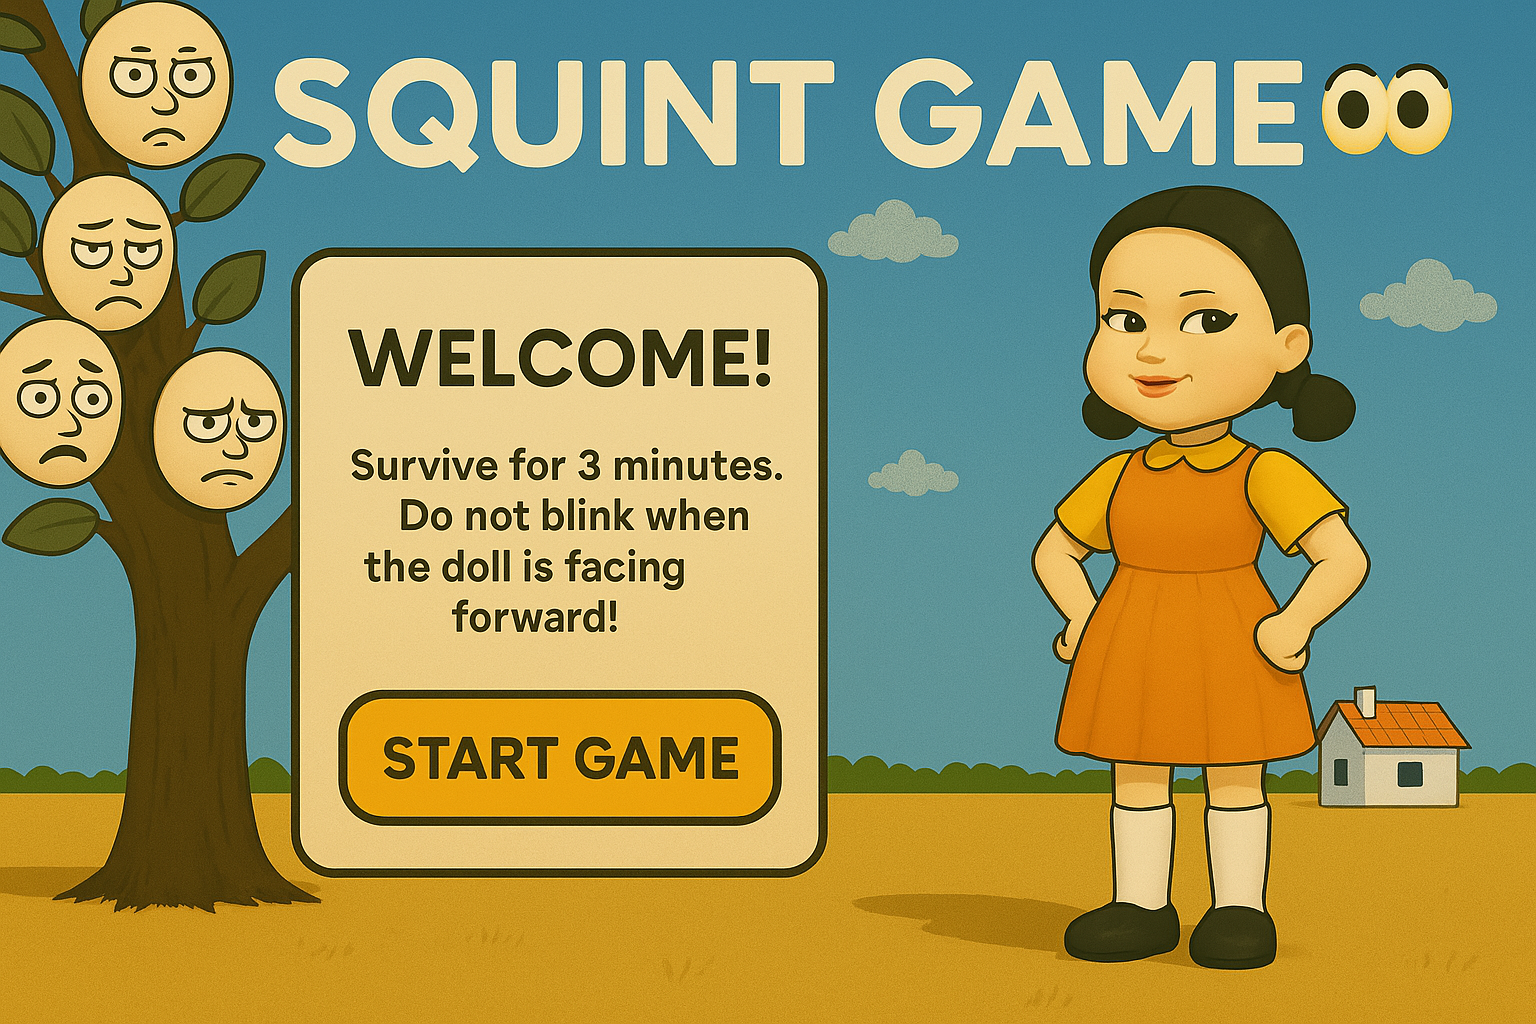 SQUINT GAME
WELCOME!
Survive for 3 minutes.
Do not blink when
the doll is facing
forward!
START GAME